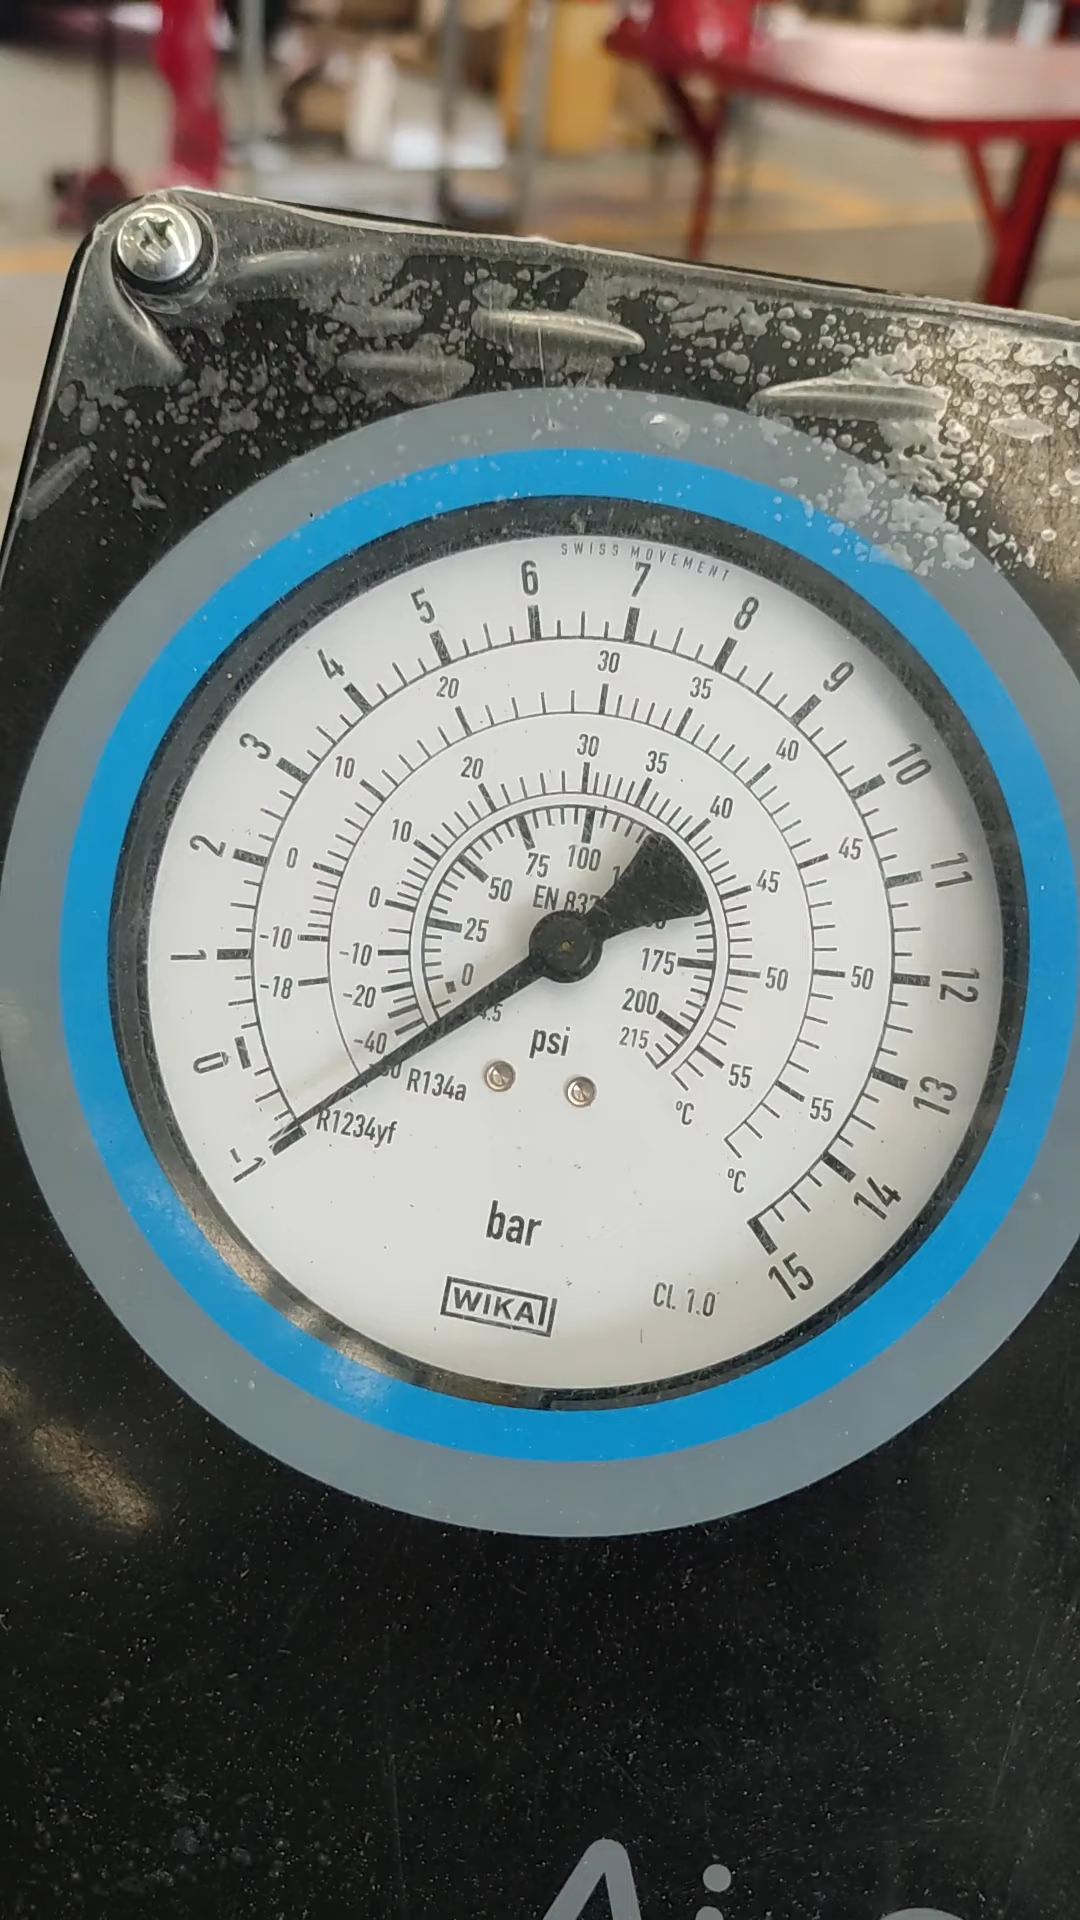 SWISS MOVEMENT
-1 0 1 2 3 4 5 6 7 8 9 10 11 12 13 14 15
-18 -10 0 10 20 30 35 40 45 50 55
°C
-40 -20 -10 0 10 20 30 35 40 45 50 55
°C
0 25 50 75 100 175 200 215
EN 837
psi
R134a
R1234yf
bar
WIKA
CL 1.0